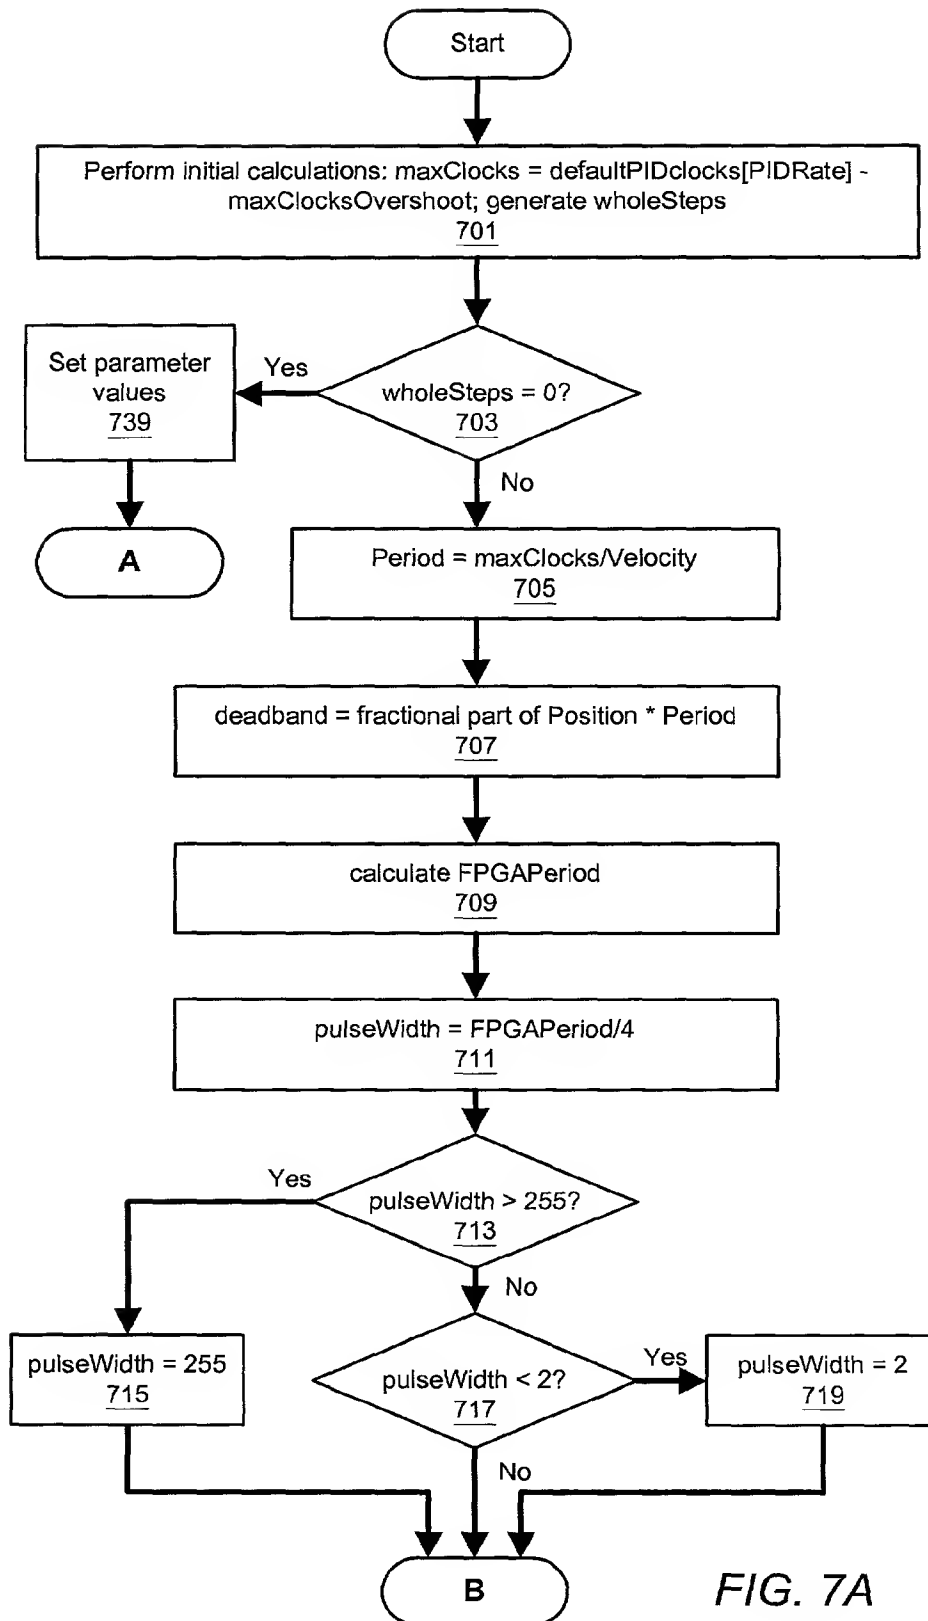 Start
Perform initial calculations: maxClocks = defaultPIDclocks[PIDRate] -
maxClocksOvershoot; generate wholeSteps
701
Set parameter
values
739
Yes
wholeSteps = 0?
703
No
A
Period = maxClocks/Velocity
705
deadband = fractional part of Position * Period
707
calculate FPGAPeriod
709
pulseWidth = FPGAPeriod/4
711
Yes
pulseWidth > 255?
713
No
pulseWidth = 255
715
pulseWidth < 2?
717
Yes
pulseWidth = 2
719
No
B
FIG. 7A